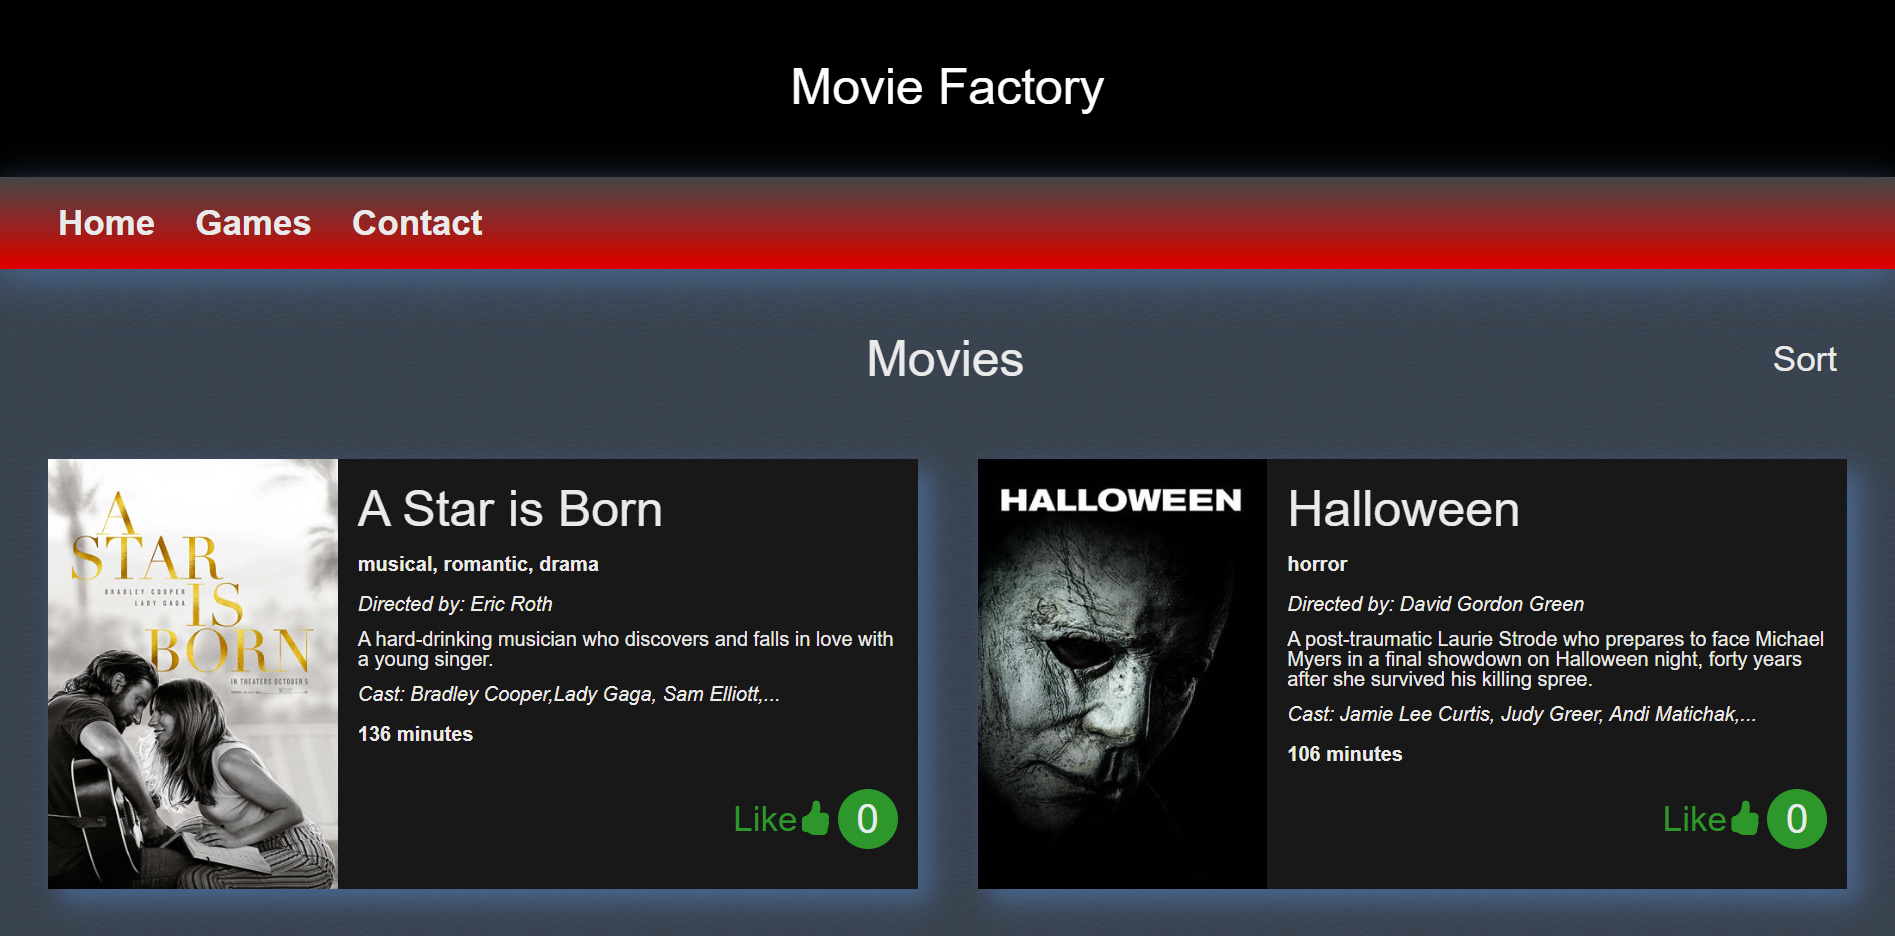 Movie Factory
Home Games Contact
Movies
Sort
A
STAR
BRADLEY COOPER
LADY GAGA
IS
BORN
IN THEATERS OCTOBER 5
A Star is Born
musical, romantic, drama
Directed by: Eric Roth
A hard-drinking musician who discovers and falls in love with
a young singer.
Cast: Bradley Cooper,Lady Gaga, Sam Elliott,...
136 minutes
Like 0
HALLOWEEN
Halloween
horror
Directed by: David Gordon Green
A post-traumatic Laurie Strode who prepares to face Michael
Myers in a final showdown on Halloween night, forty years
after she survived his killing spree.
Cast: Jamie Lee Curtis, Judy Greer, Andi Matichak,...
106 minutes
Like 0